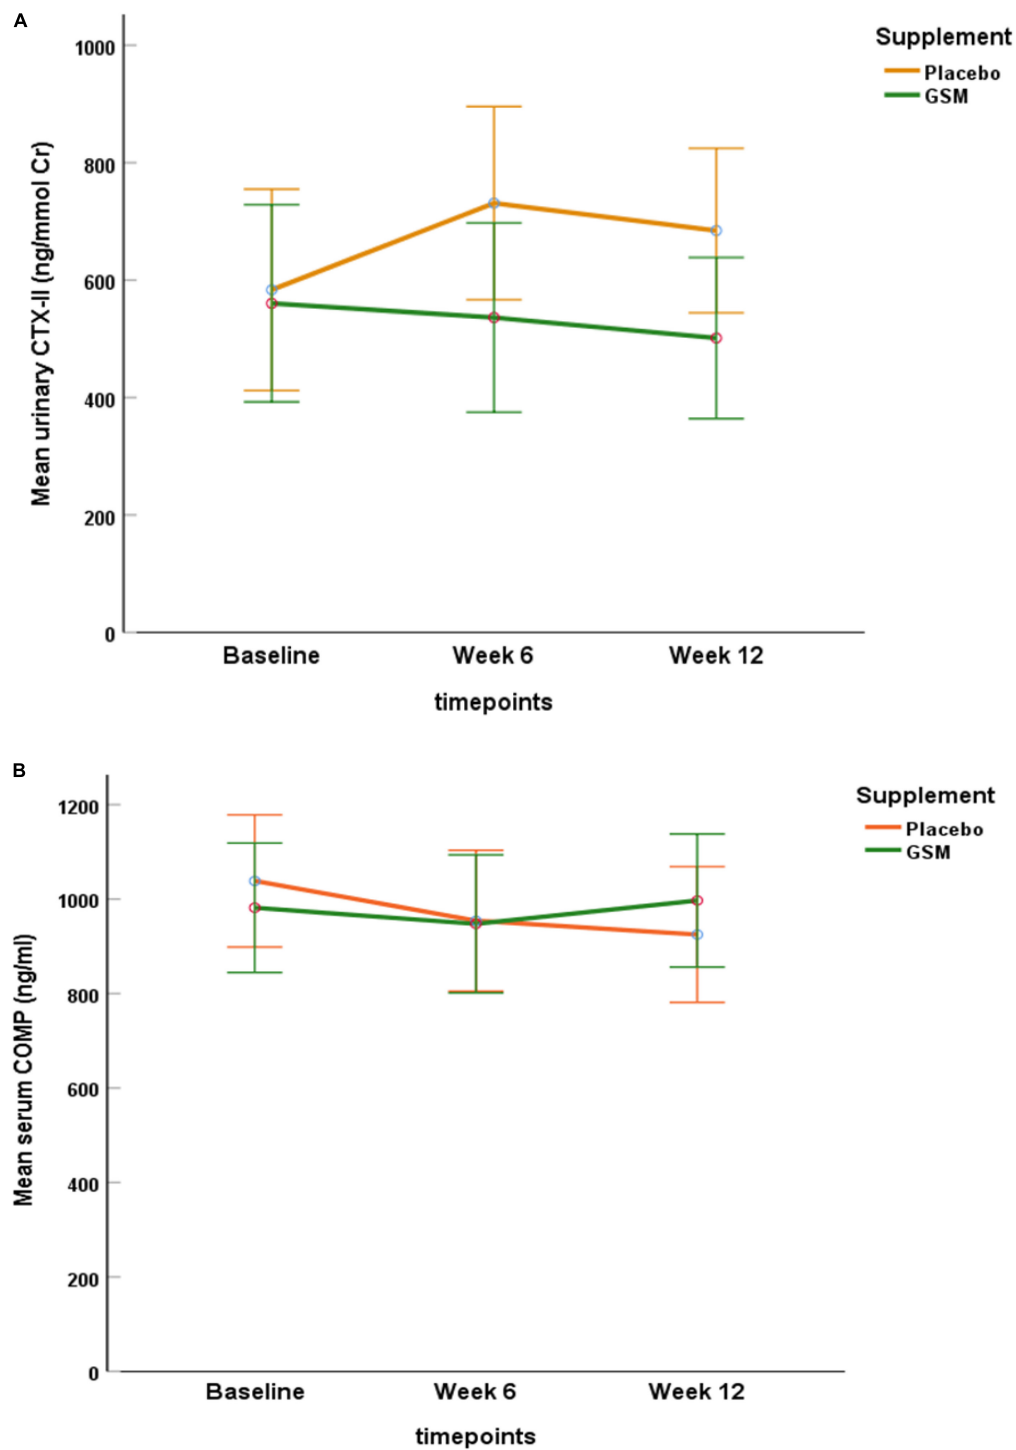 A
Supplement
Placebo
GSM
1000
800
600
400
200
0
Mean urinary CTX-II (ng/mmol Cr)
Baseline Week 6 Week 12
timepoints
B
Supplement
Placebo
GSM
1200
1000
800
600
400
200
0
Mean serum COMP (ng/ml)
Baseline Week 6 Week 12
timepoints